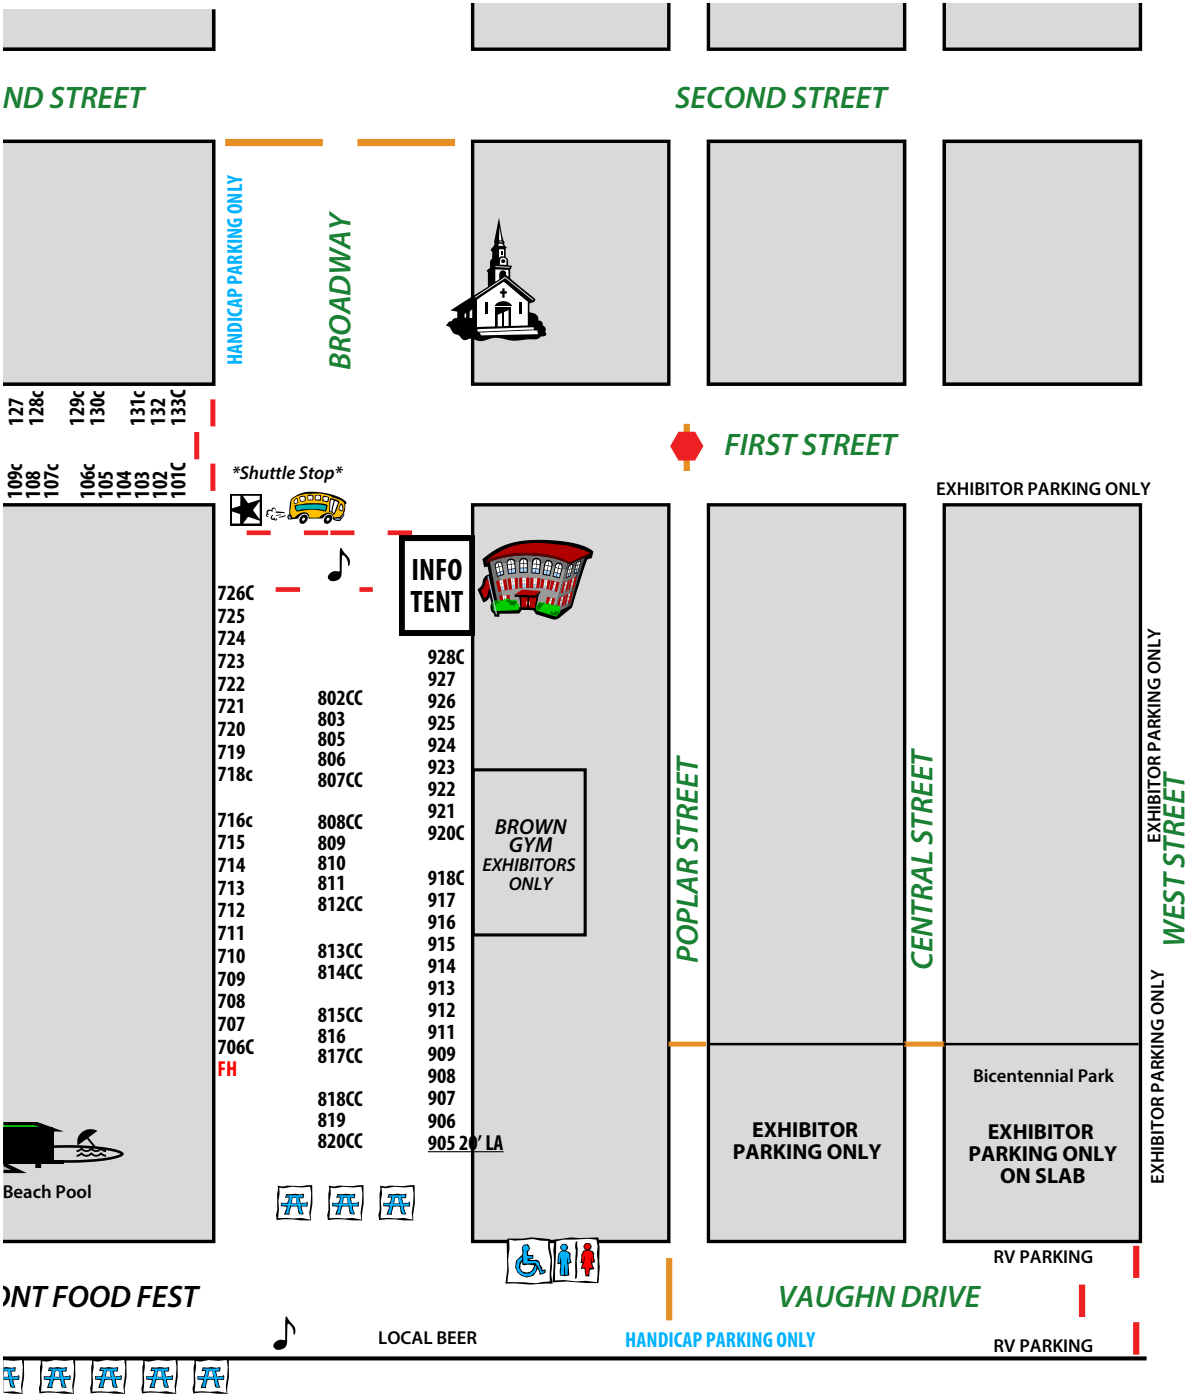 ND STREET
SECOND STREET
HANDICAP PARKING ONLY
BROADWAY
127
128c
129c
130c
131c
132
133C
FIRST STREET
109c
108
107c
106c
105
104
103
102
101C
*Shuttle Stop*
EXHIBITOR PARKING ONLY
INFO
TENT
726C
725
724
723
722
721
720
719
718c
716c
715
714
713
712
711
710
709
708
707
706C
FH
802CC
803
805
806
807CC
808CC
809
810
811
812CC
813CC
814CC
815CC
816
817CC
818CC
819
820CC
928C
927
926
925
924
923
922
921
920C
918C
917
916
915
914
913
912
911
909
908
907
906
905 20' LA
BROWN
GYM
EXHIBITORS
ONLY
POPLAR STREET
CENTRAL STREET
EXHIBITOR PARKING ONLY
WEST STREET
EXHIBITOR PARKING ONLY
Bicentennial Park
EXHIBITOR
PARKING ONLY
EXHIBITOR
PARKING ONLY
ON SLAB
Beach Pool
RV PARKING
ONT FOOD FEST
VAUGHN DRIVE
LOCAL BEER
HANDICAP PARKING ONLY
RV PARKING